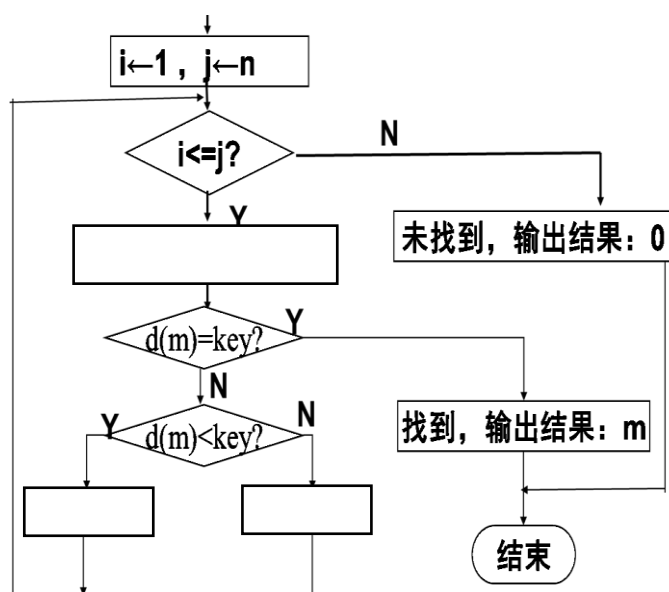 i←1 , j←n
i<=j?
N
Y
未找到，输出结果：0
d(m)=key?
Y
N
d(m)<key?
Y
N
找到，输出结果：m
结束